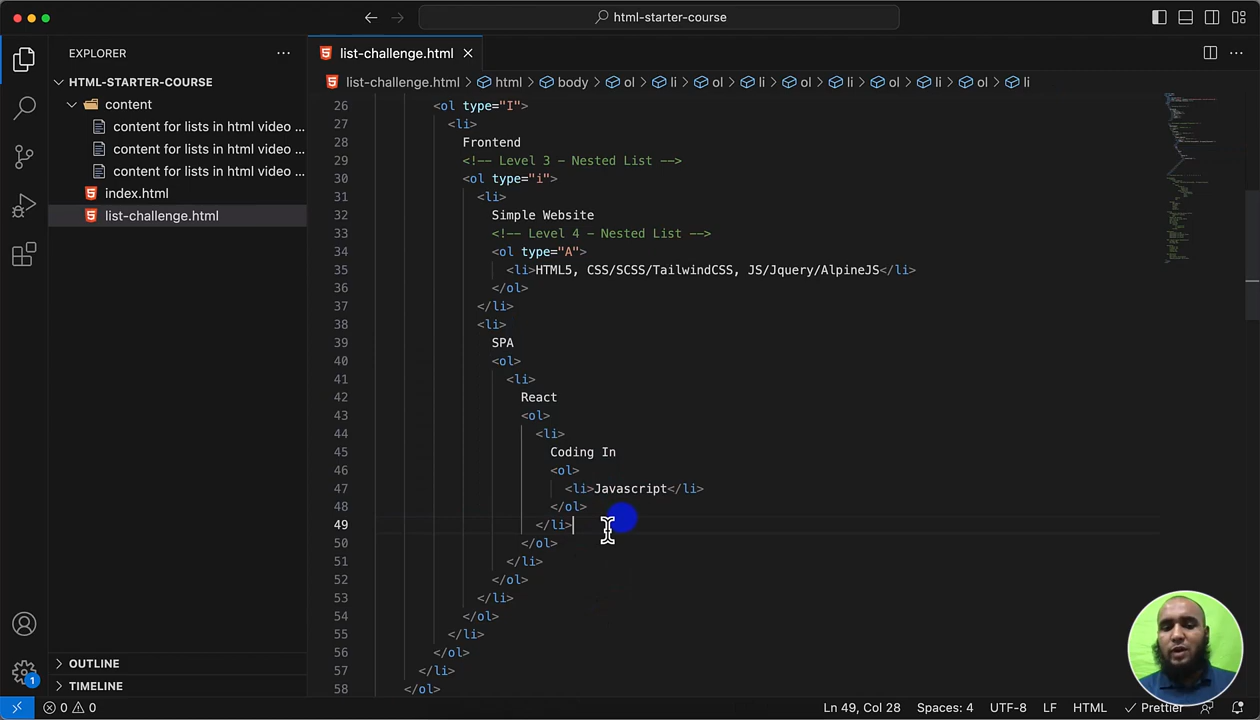 html-starter-course
EXPLORER
HTML-STARTER-COURSE
content
content for lists in html video ...
content for lists in html video ...
content for lists in html video ...
index.html
list-challenge.html
OUTLINE
TIMELINE
list-challenge.html
list-challenge.html > html > body > ol > li > ol > li > ol > li > ol > li > ol > li
26 <ol type="I">
27 <li>
28 Frontend
29 <!-- Level 3 - Nested List -->
30 <ol type="i">
31 <li>
32 Simple Website
33 <!-- Level 4 - Nested List -->
34 <ol type="A">
35 <li>HTML5, CSS/SCSS/TailwindCSS, JS/Jquery/AlpineJS</li>
36 </ol>
37 </li>
38 <li>
39 SPA
40 <ol>
41 <li>
42 React
43 <ol>
44 <li>
45 Coding In
46 <ol>
47 <li>Javascript</li>
48 </ol>
49 </li>
50 </ol>
51 </li>
52 </ol>
53 </li>
54 </ol>
55 </li>
56 </ol>
57 </li>
58 </ol>
1
0 0 Ln 49, Col 28 Spaces: 4 UTF-8 LF HTML Prettier